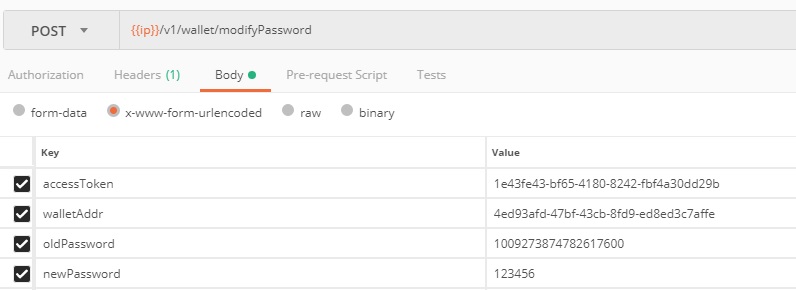 POST {{ip}}/v1/wallet/modifyPassword
Authorization Headers (1) Body Pre-request Script Tests
form-data x-www-form-urlencoded raw binary
Key Value
accessToken 1e43fe43-bf65-4180-8242-fbf4a30dd29b
walletAddr 4ed93afd-47bf-43cb-8fd9-ed8ed3c7affe
oldPassword 1009273874782617600
newPassword 123456